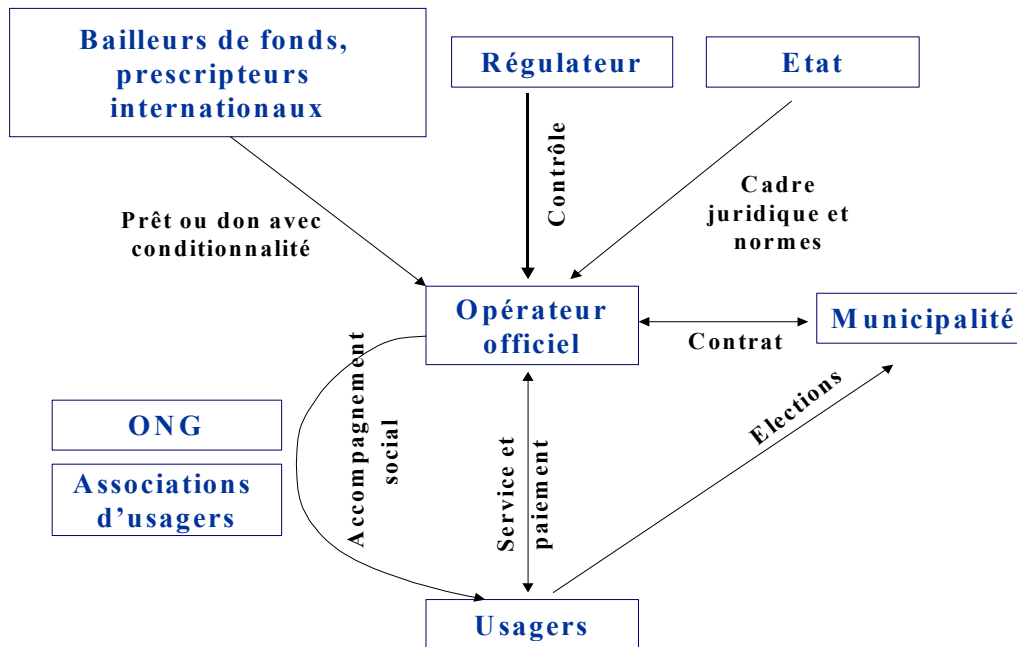 Bailleurs de fonds,
prescripteurs
internationaux
Régulateur
Etat
Contrôle
Cadre
juridique et
normes
Prêt ou don avec
conditionnalité
Opérateur
officiel
Contrat
Municipalité
Accompagnement
social
Service et
paiement
Elections
ONG
Associations
d’usagers
Usagers